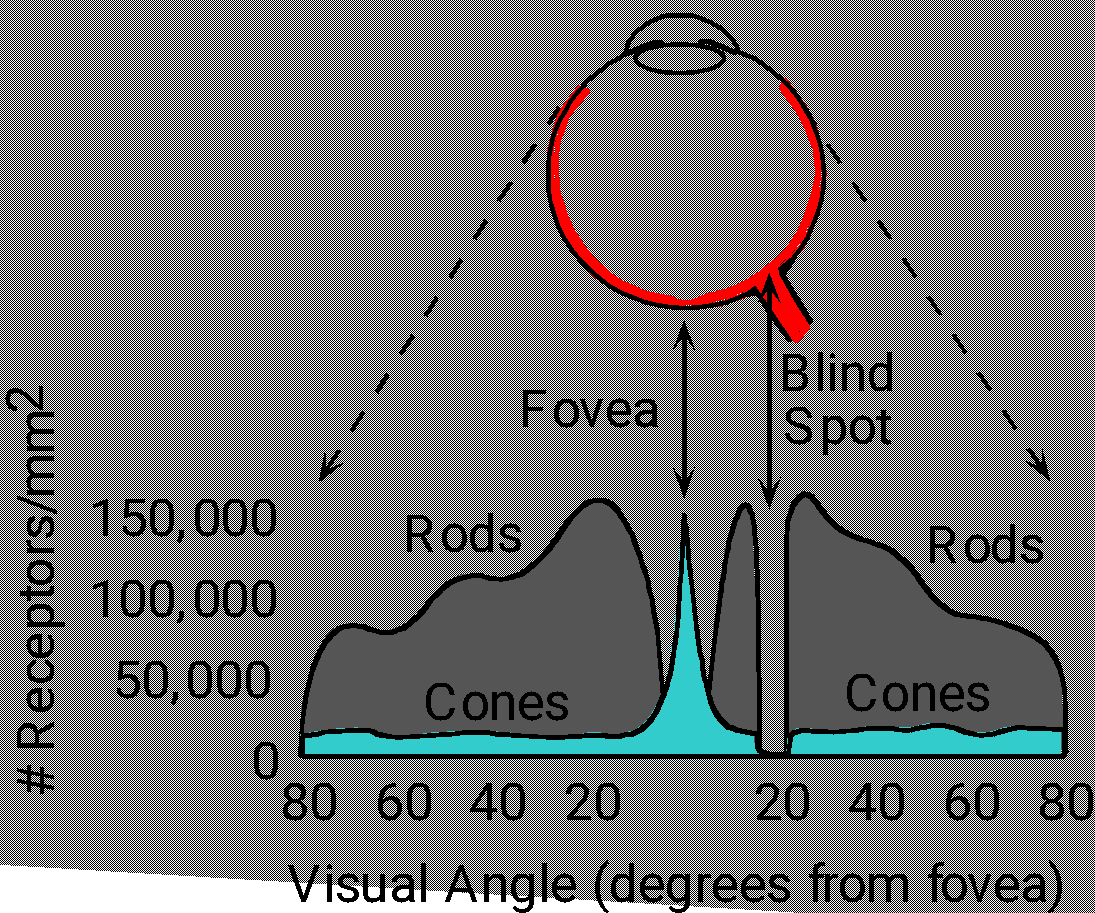 Blind
Spot
Fovea
# Receptors/mm2
150,000
100,000
50,000
0
Rods
Rods
Cones
Cones
80 60 40 20 20 40 60 80
Visual Angle (degrees from fovea)